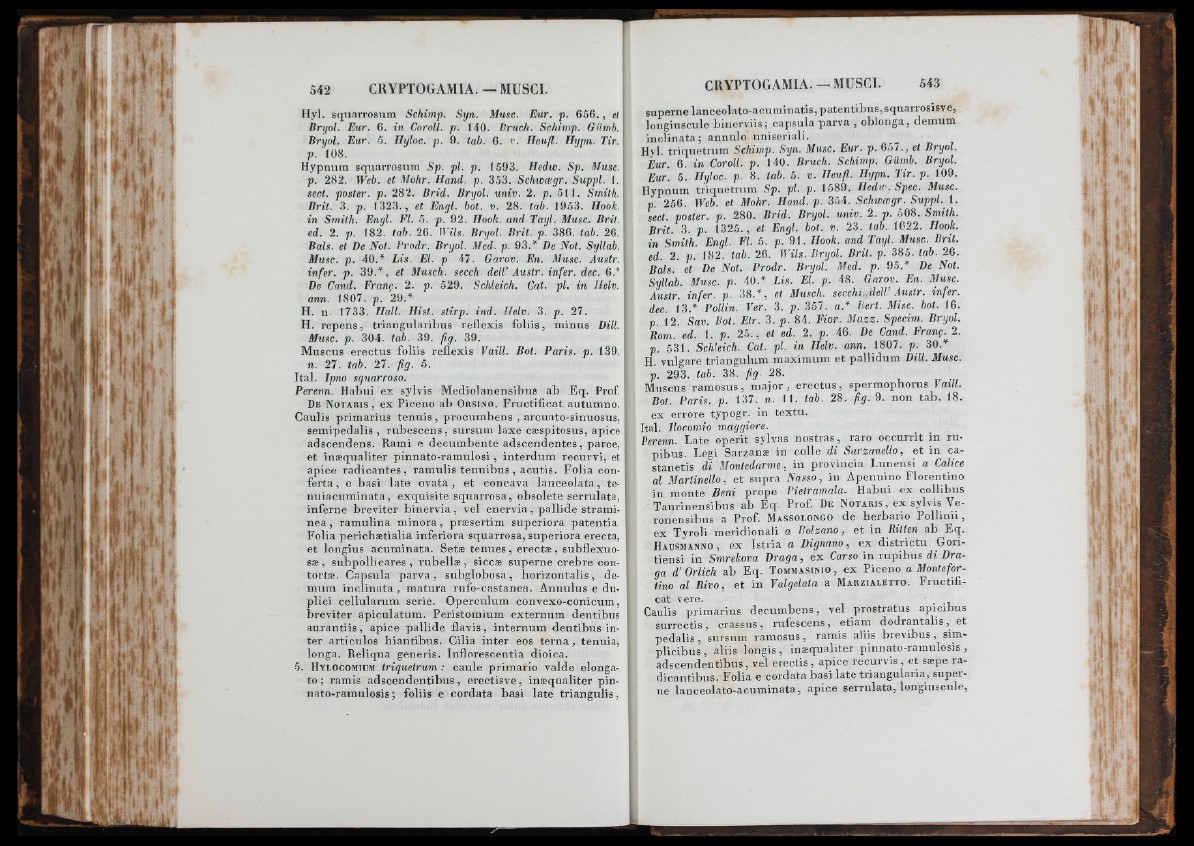 542 CRYPTOGAMIA. — MUSCI.
Hyl. squarrosum Schimp. Syn. Musc. Eur. p. 656. , et
Bryol. Eur. 6. in Coroll. p. 140. Bruch. Schimp. Gümb.
Bryol. Eur. 5. Hyloc. p. 9. tab. 6. v. Heufl. Hypn. Tir.
p. 108.
Hypnum squarrosum Sp. pl. p. 1593. Hedw. Sp. Musc.
p. 282. Web. et Mohr. Hand. p. 353. Schwægr. Suppl. 1.
sect. poster. p. 282. Brid. Bryol. univ. 2. p. 511. Smith.
Brit. 3. p. 1323., et Engl. bot. v. 28. tab. 1953. Hook.
in Smith. Engl. Fl. 5. p. 92. Hook. and Tayl. Musc. Brit.
ed. 2. p. 182. tab. 26. Wils. Bryol. Brit. p. 386. tab. 26.
Bals. et De Not. Prodr. Bryol. Med. p. 93.* De Not. Syllab.
Musc. p. 40.* Lis. El. p 47. Garov. En. Musc. Austr.
infer. p. 39.*, et Musch. secch dell' Austr. infer. dec. 6.*
De Cand. Franç. 2. p. 529. Schleich. Cat. pl. in Helv.
ann. 1807. p. 29.*
H. n. 1733. Hall. Hist. stirp. ind. Helv. 3. p. 27.
H. repens, triangularibus reflexis foliis, minus Dill.
Musc. p. 304. tab. 39. fig. 39.
Muscus erectus foliis reflexis Vaill. Bot. Paris. p. 139.
n. 27. tab. 27. fig. 5.
Ital. Ipno squarroso.
Perenn. Habui ex sylvis Mediolanensibus ab Eq. Prof.
De Notaris, ex Piceno ab Orsino. Fructificat autumno.
Caulis primarius tenuis, procumbens, arcuato-sinuosus,
semipedalis, rubescens, sursum laxe cæspitosus, apice
adscendens. Rami e decumbente adscendentes, parce,
et inæqualiter pinnato-ramulosi, interdum recurvi, et
apice radicantes, ramulis tenuibus, acutis. Folia con-
ferta, e basi late ovata, et concava lanceolata, te-
nuiacuminata, exquisite squarrosa, obsolete serrulata,
inferne breviter binervia, vel enervia, pallide strami-
nea, ramulina minora, præsertim superiora patentia
Folia perichætialia inferiora squarrosa, superiora erecta,
et longius acuminata. Setæ tenues, erectæ, subflexuo-
sæ, subpollicares, rubellæ, siccæ superne crebre con-
tortæ. Capsula parva, subglobosa, horizontalis, de-
mum inclinata, matura rufo-castanea. Annulus e du-
plici cellularum serie. Operculum convexo-conicum,
breviter apiculatum. Peristomium externum dentibus
aurantiis, apice pallide flavis, internum dentibus in-
ter articulos hiantibus. Cilia inter eos terna, tenuia,
longa. Reliqua generis. Inflorescentia dioica.
5. Hylocomium triquetrum: caule primario valde elonga-
to; ramis adscendentibus, erectisve, inæqualiter pin-
nato-ramulosis; foliis e cordata basi late triangulis,
CRYPTOGAMIA. — MUSCI. 543
superne lanceolato-acuminatis, patentibus, squarrosisve,
longiuscule binerviis; capsula parva, oblonga, demum
inclinata; annulo uniseriali.
Hyl. triquetrum Schimp. Syn. Musc. Eur. p. 657., et Bryol.
Eur. 6. in Coroll. p. 140. Bruch. Schimp. Gümb. Bryol.
Eur. 5. Hyloc. p. 8. tab. 5. v. Heufl. Hypn. Tir. p. 109.
Hypnum triquetrum Sp. pl. p. 1589. Hedw. Spec. Musc.
p. 256. Web. et Mohr. Hand. p. 354. Schwægr. Suppl. 1.
sect. poster. p. 280. Brid. Bryol. univ. 2. p. 508. Smith.
Brit. 3. p. 1325., et Engl. bot. v. 23. tab. 1622. Hook.
in Smith. Engl. Fl. 5. p. 91. Hook. and Tayl. Musc. Brit.
ed. 2. p. 182. tab. 26. Wils. Bryol. Brit. p. 385. tab. 26.
Bals. et De Not. Prodr. Bryol. Med. p. 95.* De Not.
Syllab. Musc. p. 40.* Lis. El. p. 48. Garov. En. Musc.
Austr. infer. p. 38.*, et Musch. secchi dell' Austr. infer.
dec. 13.* Pollin. Ver. 3. p. 357. a.* Bert. Misc. bot. 16.
p. 12. Sav. Bot. Etr. 3. p. 84. Fior. Mazz. Specim. Bryol.
Rom. ed. 1. p. 25., et ed. 2. p. 46. De Cand. Franç. 2.
p. 531. Schleich. Cat. pl. in Helv. ann. 1807. p. 30.*
H. vulgare triangulum maximum et pallidum Dill. Musc.
p. 293. tab. 38. fig. 28.
Muscus ramosus, major, erectus, spermophorus Vaill.
Bot. Paris. p. 137. n. 11. tab. 28. fig. 9. non tab. 18.
ex errore typogr. in textu.
Ital. Ilocomio maggiore.
Perenn. Late operit sylvas nostras, raro occurrit in ru-
pibus. Legi Sarzanæ in colle di Sarzanello, et in ca-
stanetis di Montedarme, in provincia Lunensi a Calice
al Martinello, et supra Nasso, in Apennino Florentino
in monte Beni prope Pietramala. Habui ex collibus
Taurinensibus ab Eq. Prof. De Notaris, ex sylvis Ve-
ronensibus a Prof. Massolongo de herbario Pollinii,
ex Tyroli meridionali a Bolzano, et in Ritten ab Eq.
Hausmanno, ex Istria a Dignano, ex districtu Gori-
tiensi in Smrekova Draga, ex Carso in rupibus di Dra-
ga d' Orlich ab Eq. Tommasinio, ex Piceno a Montefor-
tino al Rivo, et in Valgelata a Marzialetto. Fructifi-
cat vere.
Caulis primarius decumbens, vel prostratus apicibus
surrectis, crassus, rufescens, etiam dodrantalis, et
pedalis, sursum ramosus, ramis aliis brevibus, sim-
plicibus, aliis longis, inæqualiter pinnato-ramulosis,
adscendentibus, vel erectis, apice recurvis, et sæpe ra-
dicantibus. Folia e cordata basi late triangularia, super-
ne lanceolato-acuminata, apice serrulata, longiuscule,